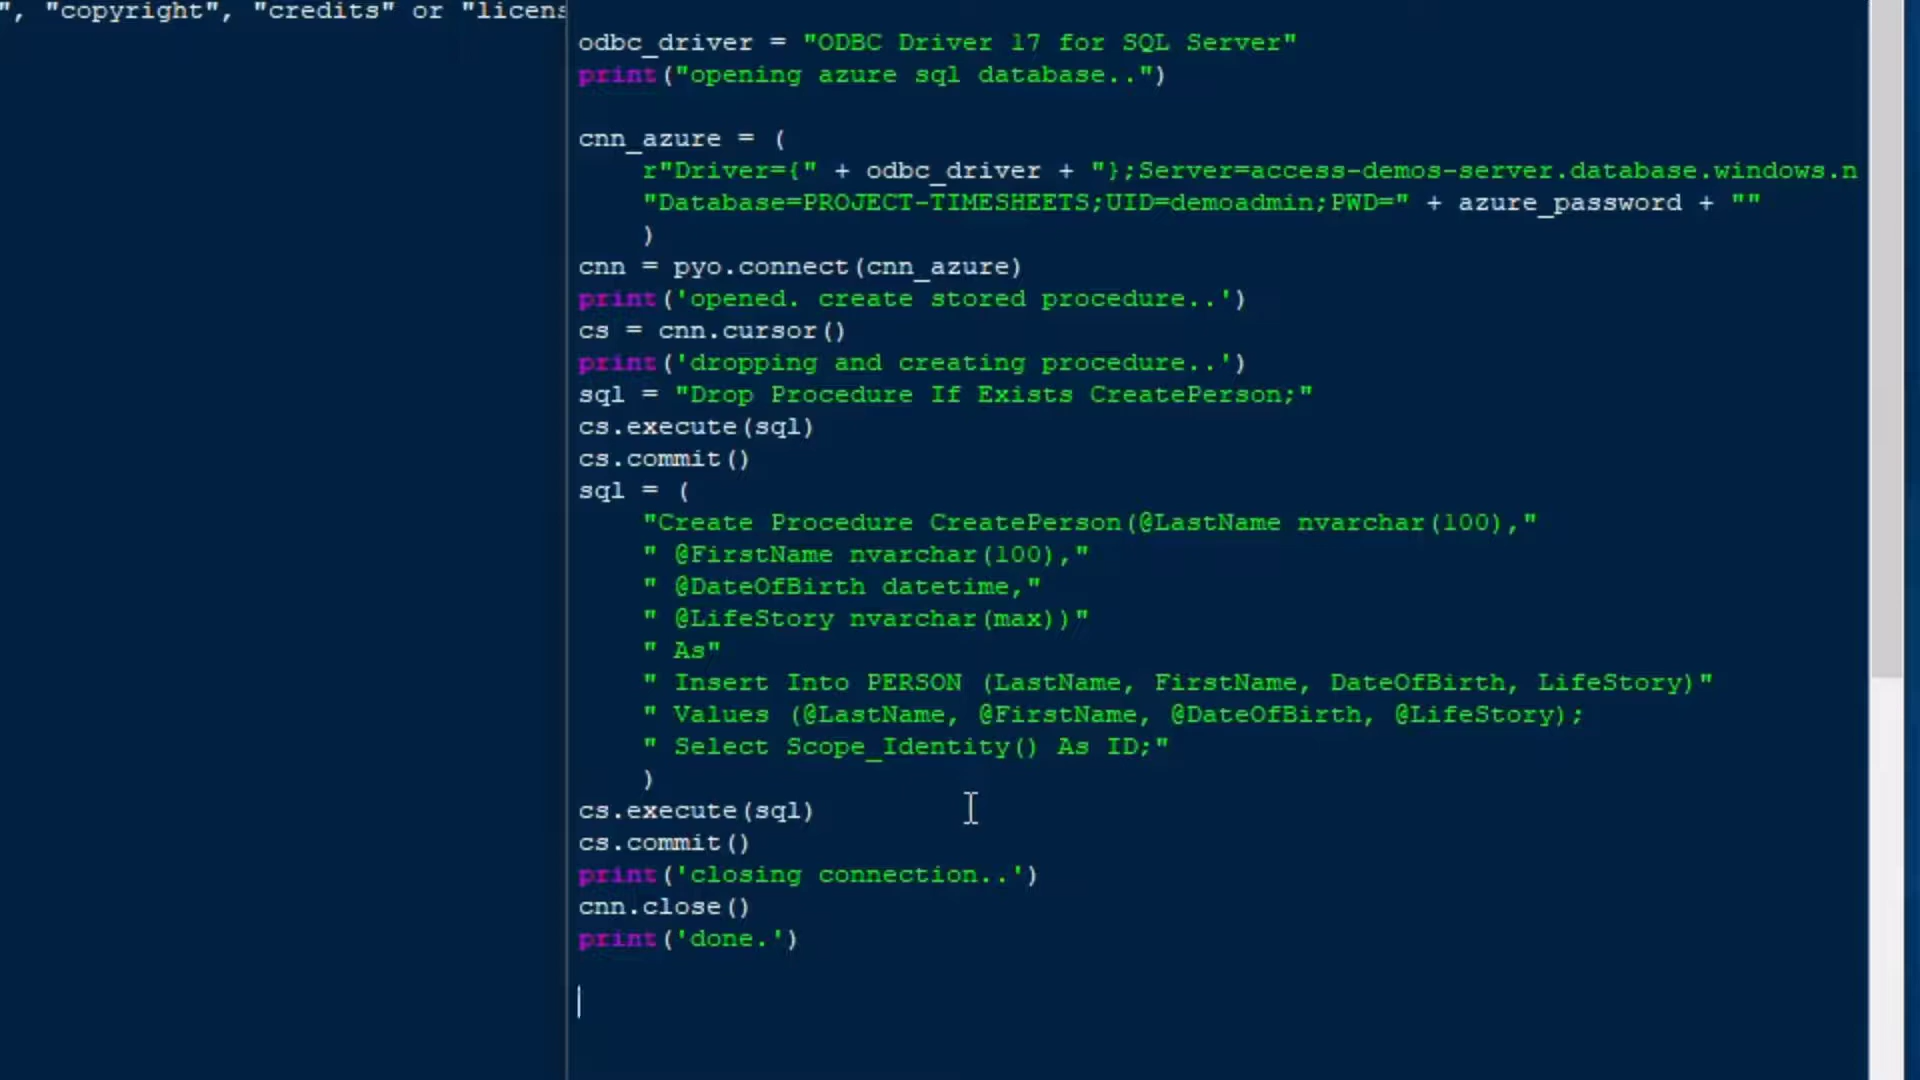 ", "copyright", "credits" or "licens
odbc_driver = "ODBC Driver 17 for SQL Server"
print("opening azure sql database..")
cnn_azure = (
r"Driver={" + odbc_driver + "};Server=access-demos-server.database.windows.n
"Database=PROJECT-TIMESHEETS;UID=demoadmin;PWD=" + azure_password + ""
)
cnn = pyo.connect(cnn_azure)
print('opened. create stored procedure..')
cs = cnn.cursor()
print('dropping and creating procedure..')
sql = "Drop Procedure If Exists CreatePerson;"
cs.execute(sql)
cs.commit()
sql = (
"Create Procedure CreatePerson(@LastName nvarchar(100),"
" @FirstName nvarchar(100),"
" @DateOfBirth datetime,"
" @LifeStory nvarchar(max))"
" As"
" Insert Into PERSON (LastName, FirstName, DateOfBirth, LifeStory)"
" Values (@LastName, @FirstName, @DateOfBirth, @LifeStory);
" Select Scope_Identity() As ID;"
)
cs.execute(sql)
cs.commit()
print('closing connection..')
cnn.close()
print('done.')